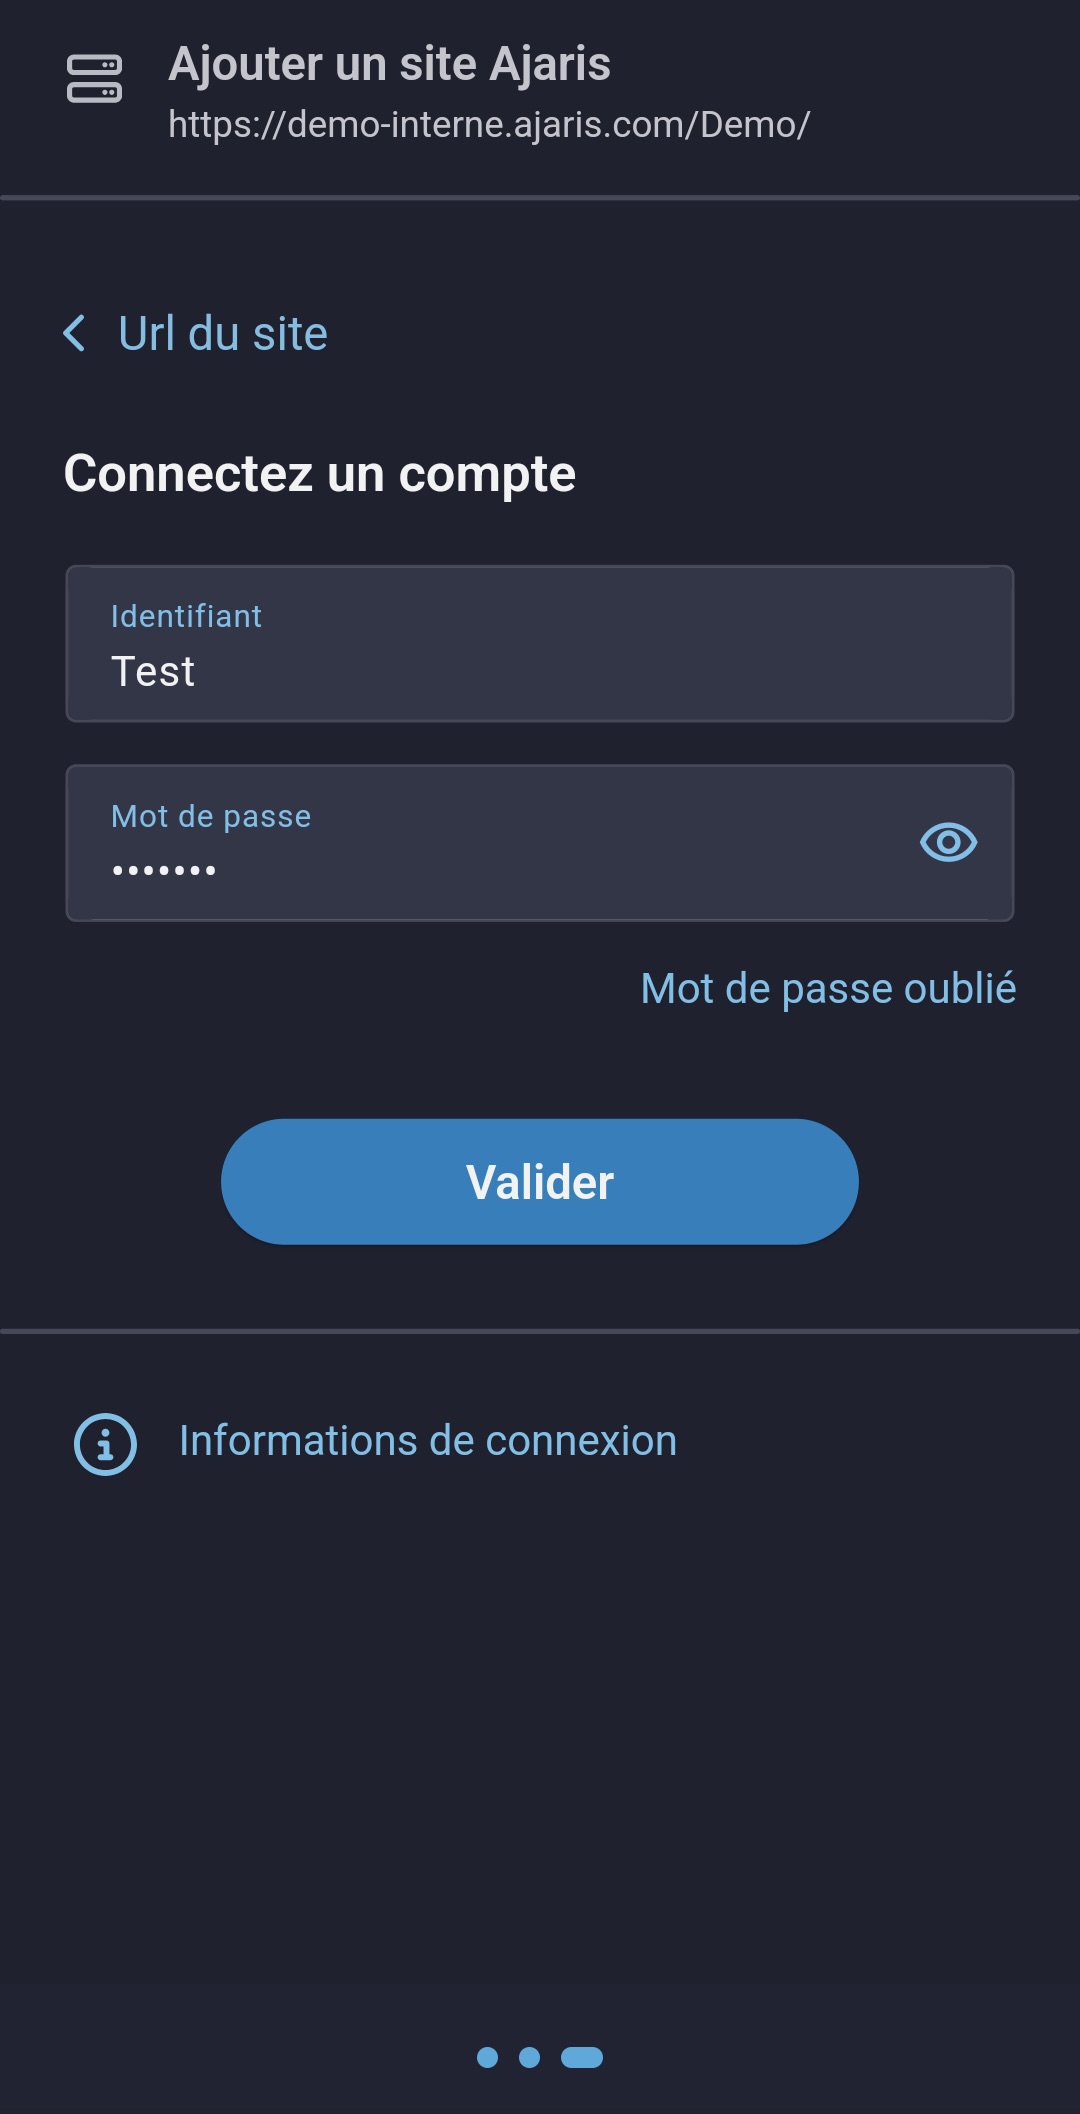 Ajouter un site Ajaris
https://demo-interne.ajaris.com/Demo/
Url du site
Connectez un compte
Identifiant
Test
Mot de passe
•••••••
Mot de passe oublié
Valider
Informations de connexion